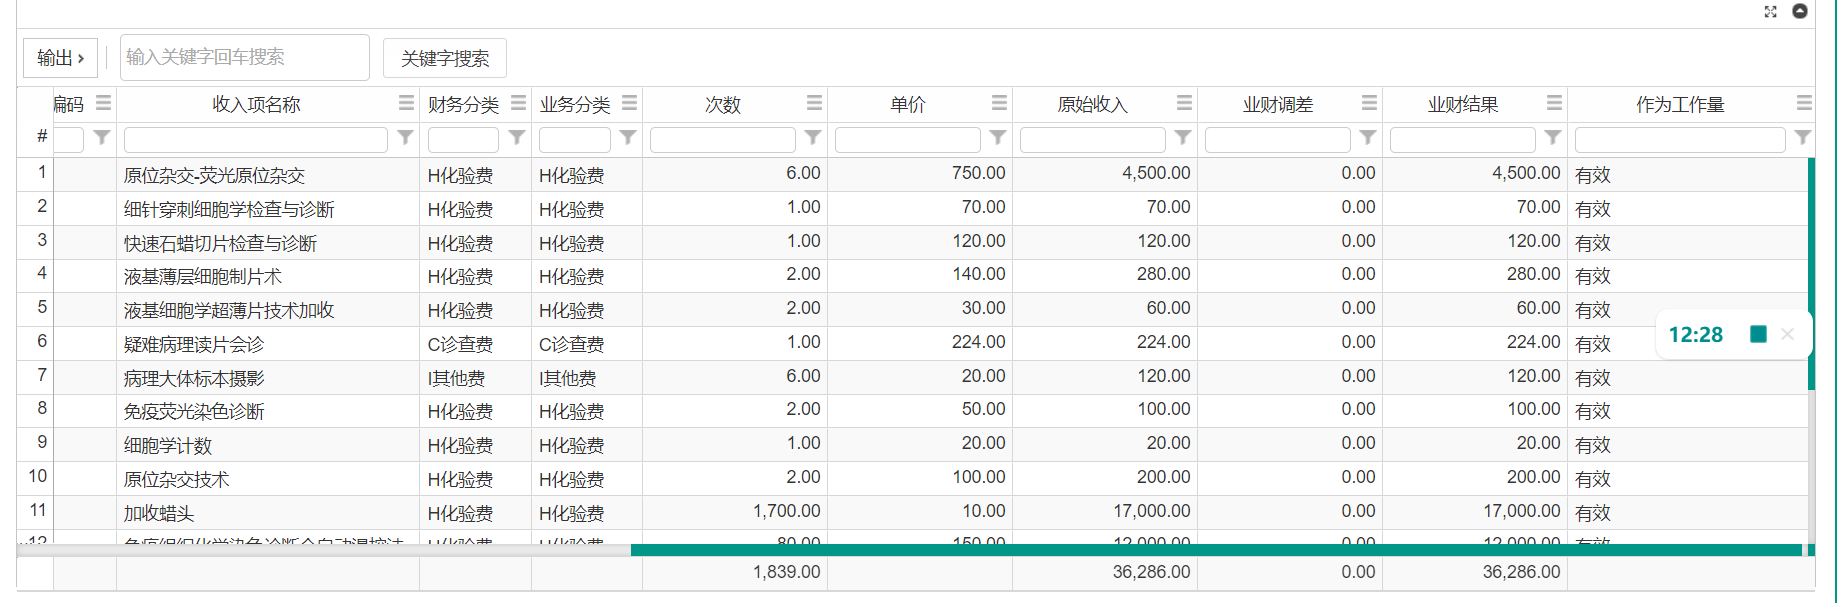 输出 ›
输入关键字回车搜索
关键字搜索
编码 收入项名称 财务分类 业务分类 次数 单价 原始收入 业财调差 业财结果 作为工作量
#
1 原位杂交-荧光原位杂交 H化验费 H化验费 6.00 750.00 4,500.00 0.00 4,500.00 有效
2 细针穿刺细胞学检查与诊断 H化验费 H化验费 1.00 70.00 70.00 0.00 70.00 有效
3 快速石蜡切片检查与诊断 H化验费 H化验费 1.00 120.00 120.00 0.00 120.00 有效
4 液基薄层细胞制片术 H化验费 H化验费 2.00 140.00 280.00 0.00 280.00 有效
5 液基细胞学超薄片技术加收 H化验费 H化验费 2.00 30.00 60.00 0.00 60.00 有效
6 疑难病理读片会诊 C诊查费 C诊查费 1.00 224.00 224.00 0.00 224.00 有效
12:28
7 病理大体标本摄影 I其他费 I其他费 6.00 20.00 120.00 0.00 120.00 有效
8 免疫荧光染色诊断 H化验费 H化验费 2.00 50.00 100.00 0.00 100.00 有效
9 细胞学计数 H化验费 H化验费 1.00 20.00 20.00 0.00 20.00 有效
10 原位杂交技术 H化验费 H化验费 2.00 100.00 200.00 0.00 200.00 有效
11 加收蜡头 H化验费 H化验费 1,700.00 10.00 17,000.00 0.00 17,000.00 有效
12 H化验费 H化验费 80.00 150.00 12,000.00 0.00 12,000.00 有效
1,839.00 36,286.00 0.00 36,286.00